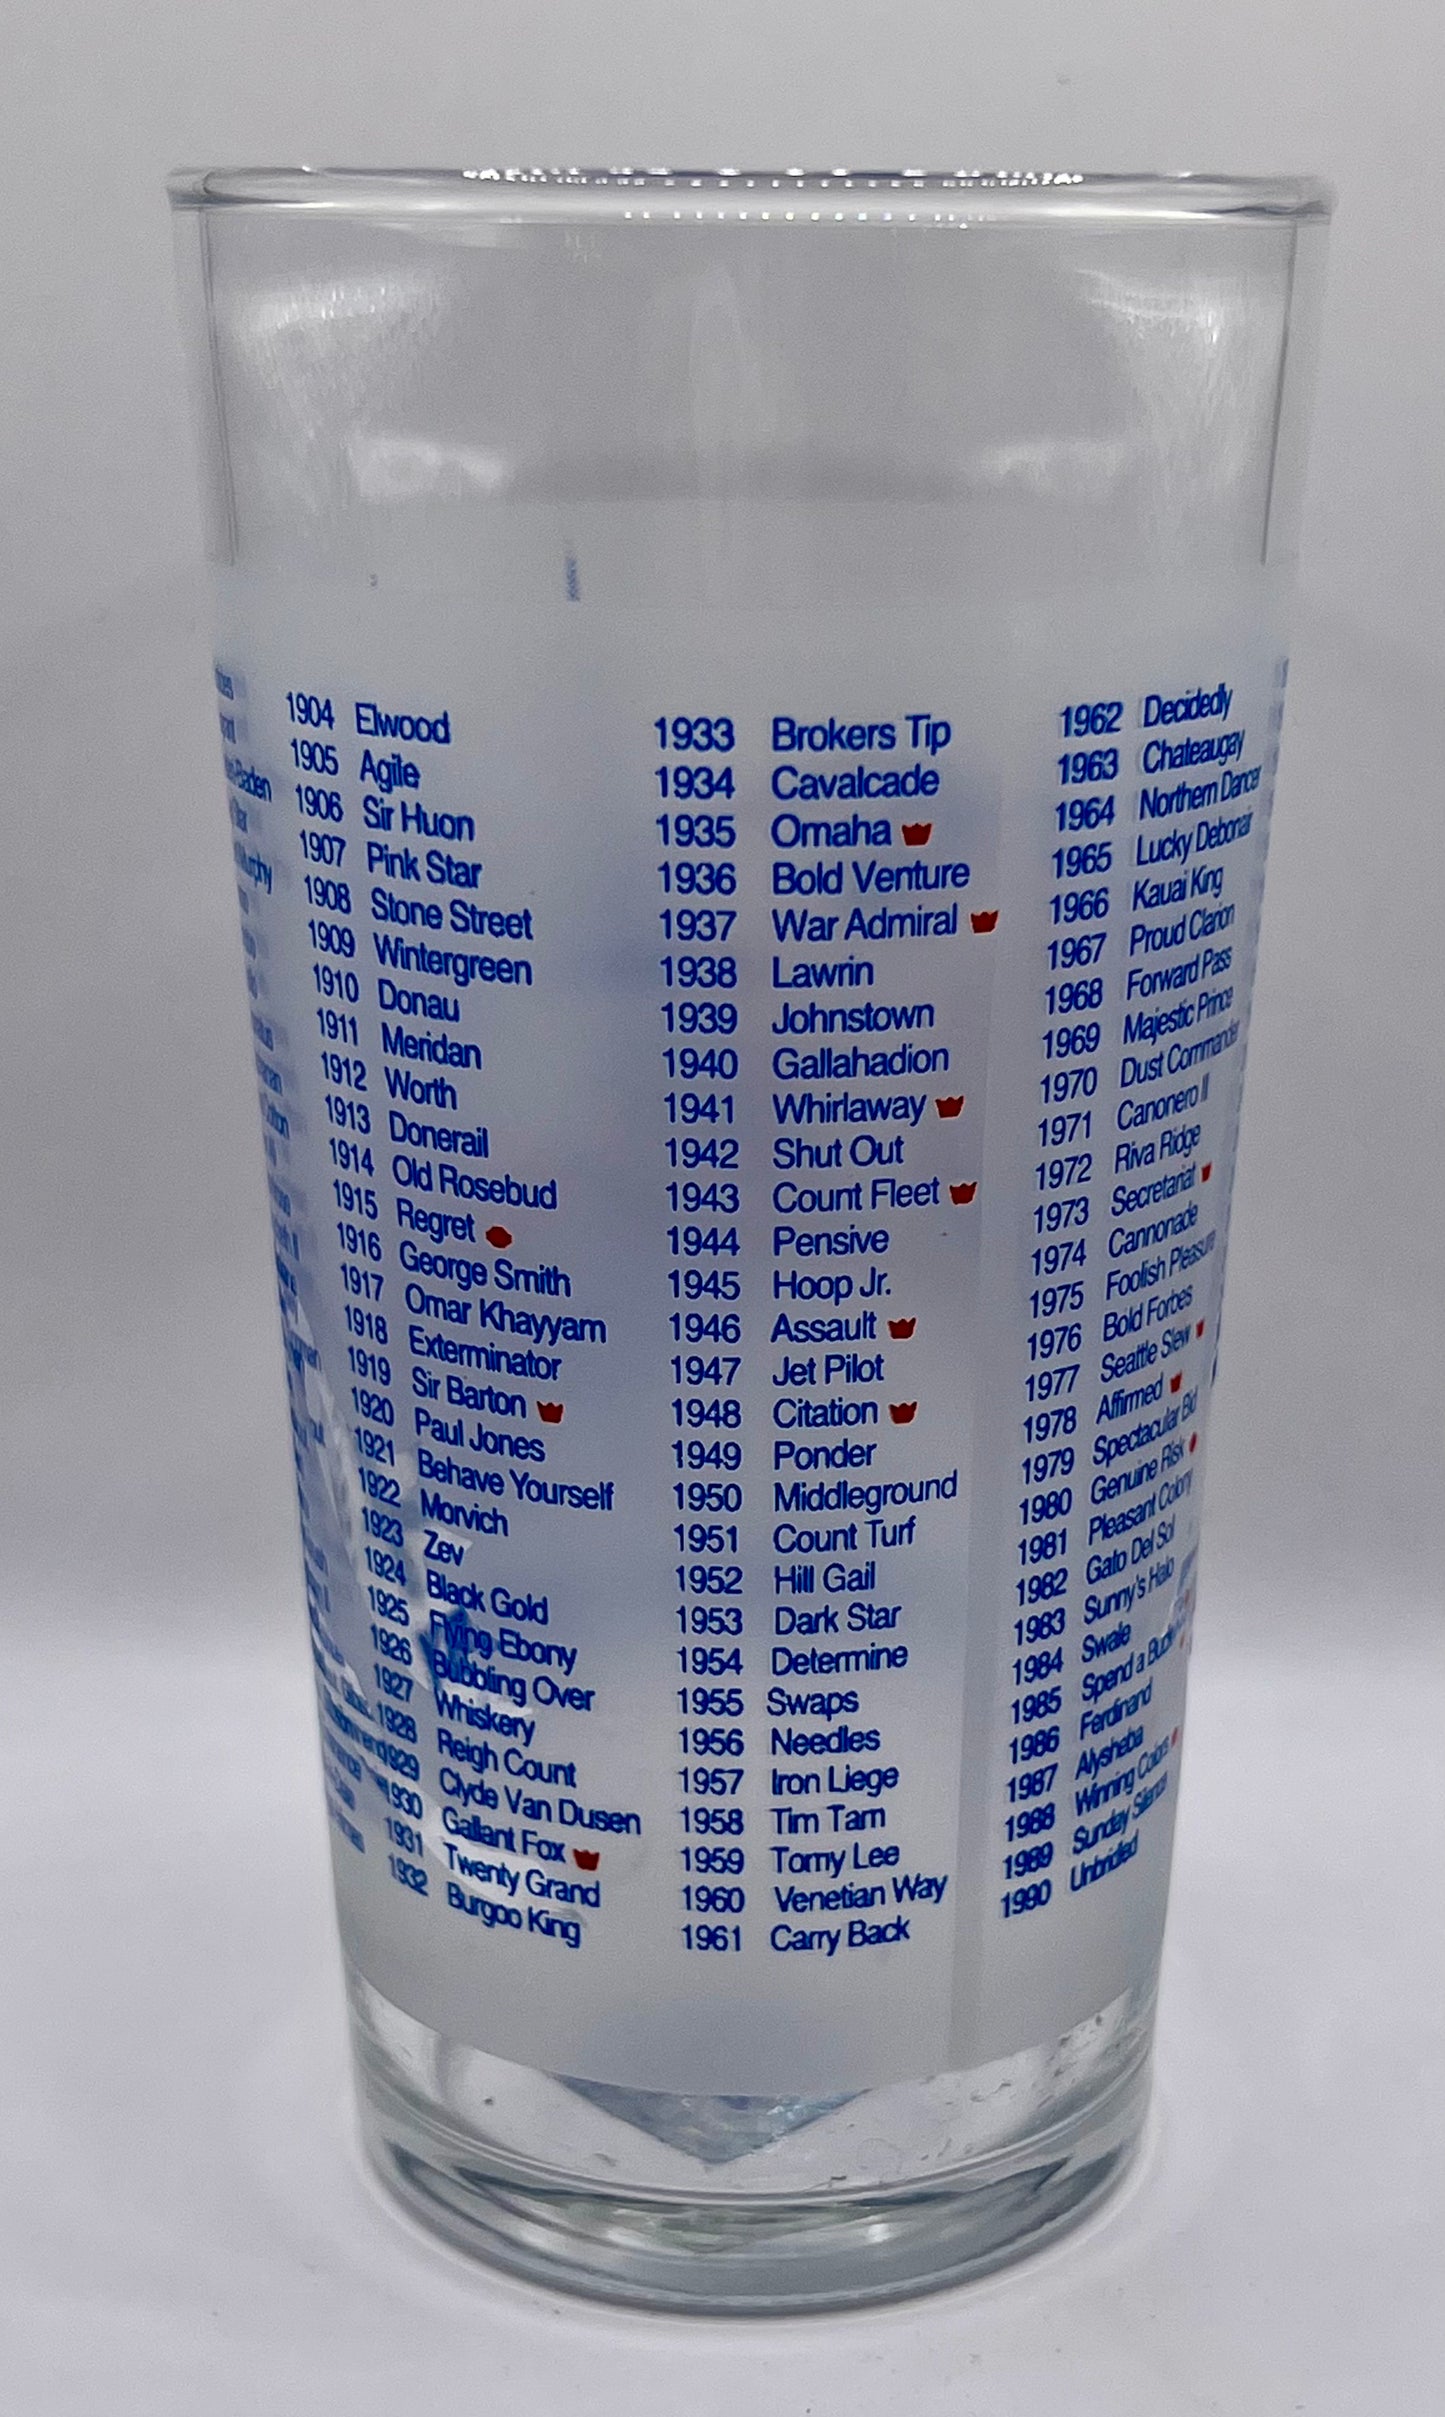 1904 Elwood
1905 Agile
1906 Sir Huon
1907 Pink Star
1908 Stone Street
1909 Wintergreen
1910 Donau
1911 Meridan
1912 Worth
1913 Donerail
1914 Old Rosebud
1915 Regret
1916 George Smith
1917 Omar Khayyam
1918 Exterminator
1919 Sir Barton
1920 Paul Jones
1921 Behave Yourself
1922 Morvich
1923 Zev
1924 Black Gold
1925 Flying Ebony
1926 Bubbling Over
1927 Whiskery
1928 Reigh Count
1929 Clyde Van Dusen
1930 Gallant Fox
1931 Twenty Grand
1932 Burgoo King
1933 Brokers Tip
1934 Cavalcade
1935 Omaha
1936 Bold Venture
1937 War Admiral
1938 Lawrin
1939 Johnstown
1940 Gallahadion
1941 Whirlaway
1942 Shut Out
1943 Count Fleet
1944 Pensive
1945 Hoop Jr.
1946 Assault
1947 Jet Pilot
1948 Citation
1949 Ponder
1950 Middleground
1951 Count Turf
1952 Hill Gail
1953 Dark Star
1954 Determine
1955 Swaps
1956 Needles
1957 Iron Liege
1958 Tim Tam
1959 Tomy Lee
1960 Venetian Way
1961 Carry Back
1962 Decidedly
1963 Chateaugay
1964 Northern Dancer
1965 Lucky Debonair
1966 Kauai King
1967 Proud Clarion
1968 Forward Pass
1969 Majestic Prince
1970 Dust Commander
1971 Canonero II
1972 Riva Ridge
1973 Secretariat
1974 Cannonade
1975 Foolish Pleasure
1976 Bold Forbes
1977 Seattle Slew
1978 Affirmed
1979 Spectacular Bid
1980 Genuine Risk
1981 Pleasant Colony
1982 Gato Del Sol
1983 Sunny's Halo
1984 Swale
1985 Spend a Buck
1986 Ferdinand
1987 Alysheba
1988 Winning Colors
1989 Sunday Silence
1990 Unbridled